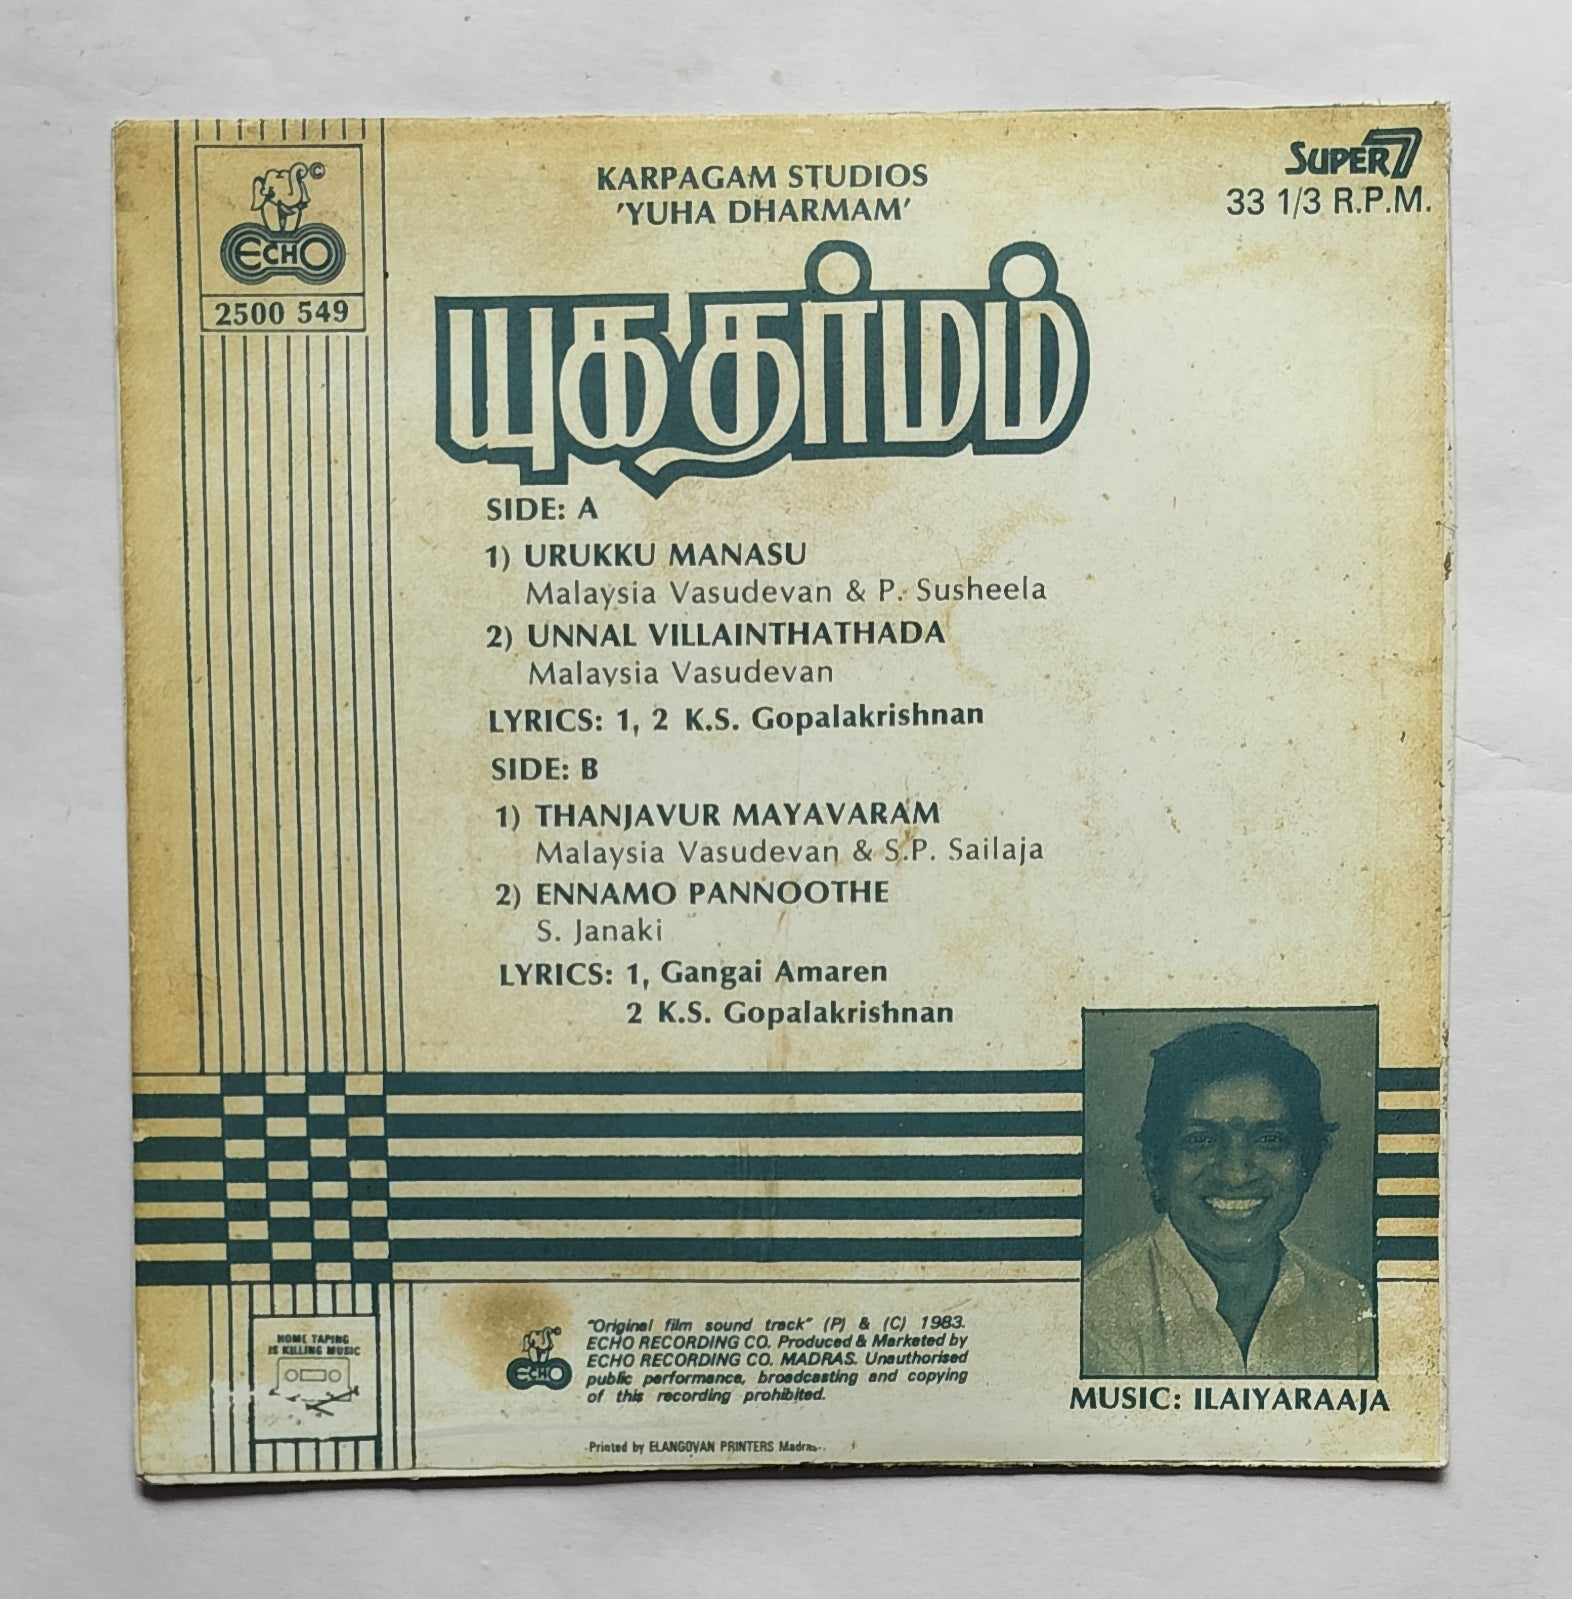 ECHO
©
2500 549
SUPER 7
33 1/3 R.P.M.
KARPAGAM STUDIOS
'YUHA DHARMAM'
யுகதர்மம்
SIDE: A
1) URUKKU MANASU
Malaysia Vasudevan & P. Susheela
2) UNNAL VILLAINTHATHADA
Malaysia Vasudevan
LYRICS: 1, 2 K.S. Gopalakrishnan
SIDE: B
1) THANJAVUR MAYAVARAM
Malaysia Vasudevan & S.P. Sailaja
2) ENNAMO PANNOOTHE
S. Janaki
LYRICS: 1, Gangai Amaren
2 K.S. Gopalakrishnan
HOME TAPING
IS KILLING MUSIC
ECHO
"Original film sound track" (P) & (C) 1983.
ECHO RECORDING CO. Produced & Marketed by
ECHO RECORDING CO. MADRAS. Unauthorised
public performance, broadcasting and copying
of this recording prohibited.
MUSIC: ILAIYARAAJA
Printed by ELANGOVAN PRINTERS Madras